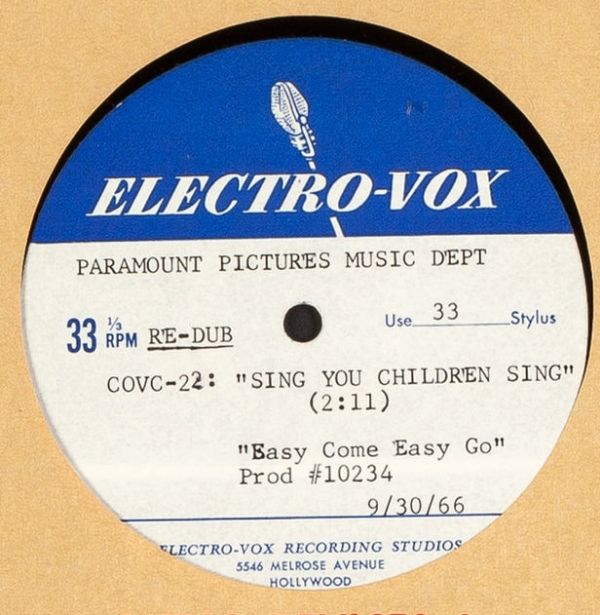 ELECTRO-VOX
PARAMOUNT PICTURES MUSIC DEPT
33 ⅓ RPM RE-DUB
Use 33 Stylus
COVC-22: "SING YOU CHILDREN SING"
(2:11)
"Easy Come Easy Go"
Prod #10234
9/30/66
ELECTRO-VOX RECORDING STUDIOS
5546 MELROSE AVENUE
HOLLYWOOD